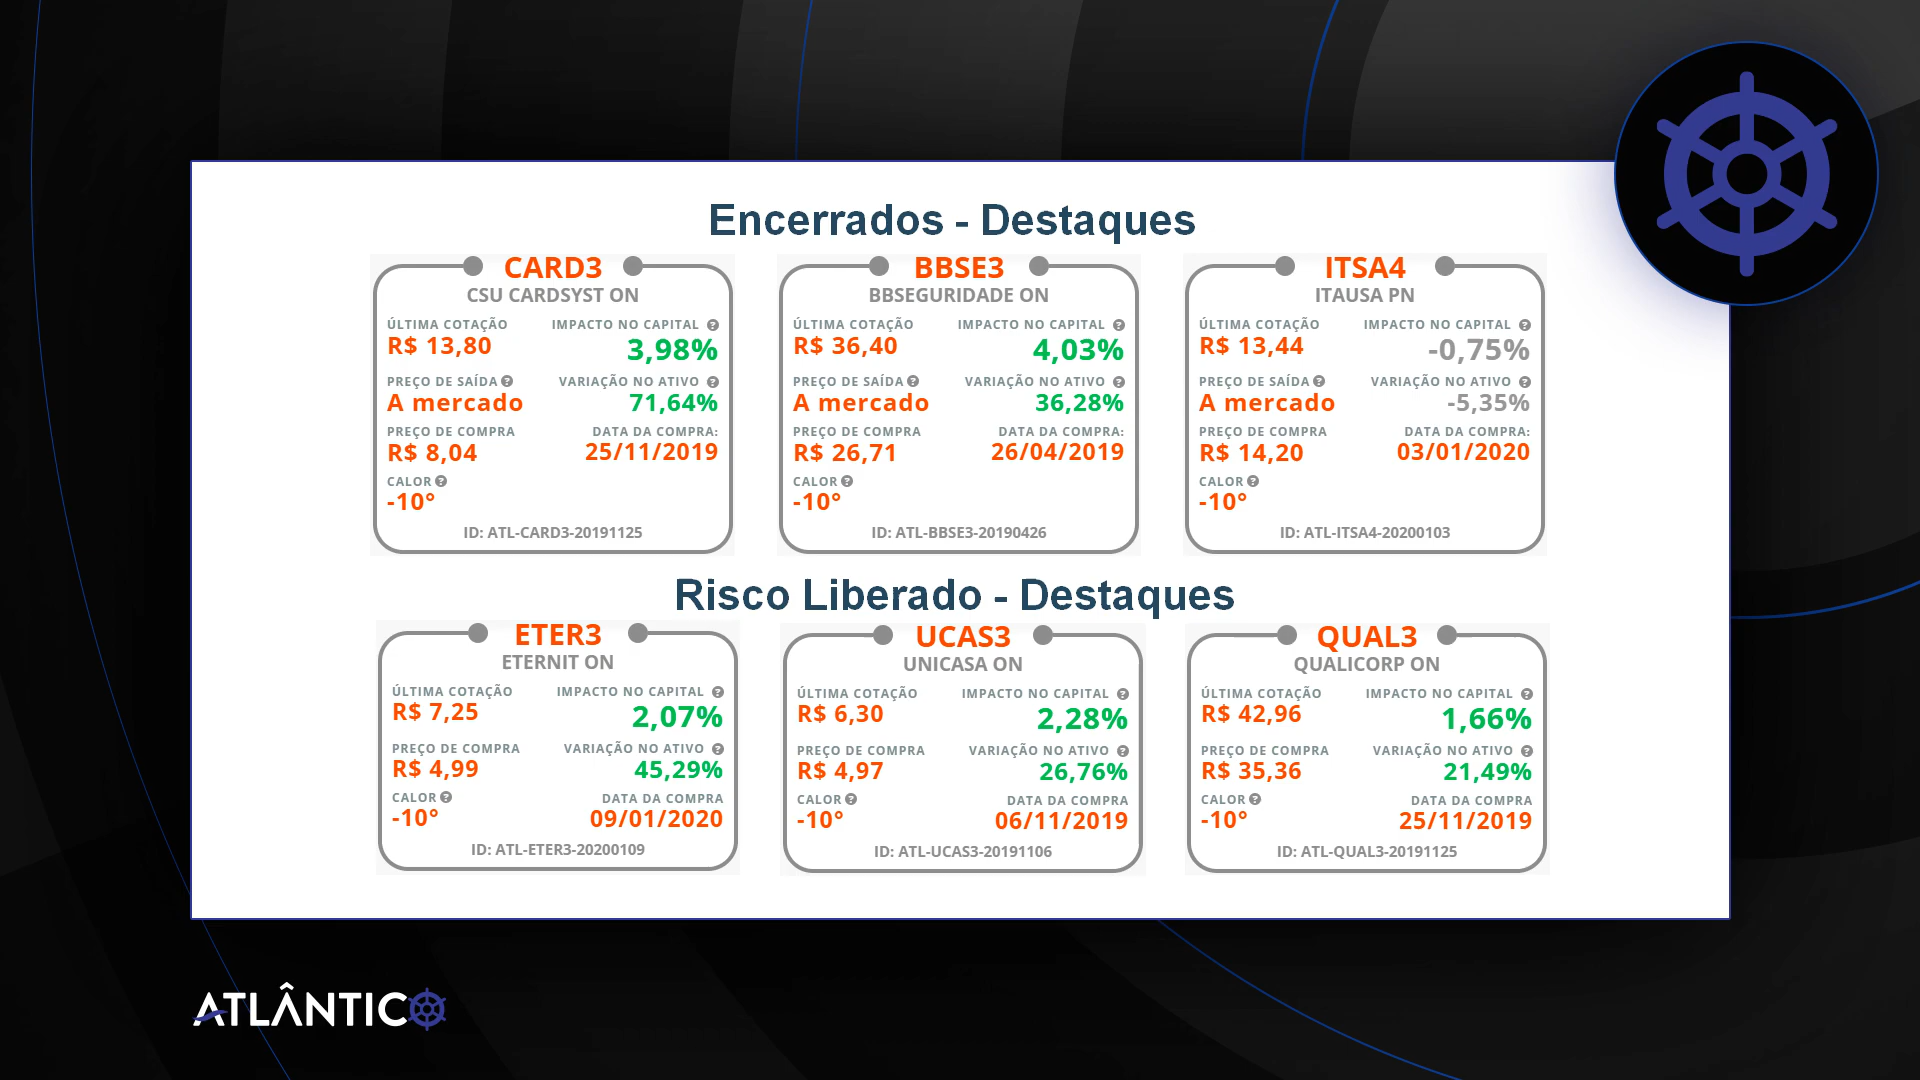 Encerrados - Destaques
CARD3
CSU CARDSYST ON
ÚLTIMA COTAÇÃO IMPACTO NO CAPITAL
R$ 13,80 3,98%
PREÇO DE SAÍDA VARIAÇÃO NO ATIVO
A mercado 71,64%
PREÇO DE COMPRA DATA DA COMPRA:
R$ 8,04 25/11/2019
CALOR
-10°
ID: ATL-CARD3-20191125
BBSE3
BBSEGURIDADE ON
ÚLTIMA COTAÇÃO IMPACTO NO CAPITAL
R$ 36,40 4,03%
PREÇO DE SAÍDA VARIAÇÃO NO ATIVO
A mercado 36,28%
PREÇO DE COMPRA DATA DA COMPRA:
R$ 26,71 26/04/2019
CALOR
-10°
ID: ATL-BBSE3-20190426
ITSA4
ITAUSA PN
ÚLTIMA COTAÇÃO IMPACTO NO CAPITAL
R$ 13,44 -0,75%
PREÇO DE SAÍDA VARIAÇÃO NO ATIVO
A mercado -5,35%
PREÇO DE COMPRA DATA DA COMPRA:
R$ 14,20 03/01/2020
CALOR
-10°
ID: ATL-ITSA4-20200103
Risco Liberado - Destaques
ETER3
ETERNIT ON
ÚLTIMA COTAÇÃO IMPACTO NO CAPITAL
R$ 7,25 2,07%
PREÇO DE COMPRA VARIAÇÃO NO ATIVO
R$ 4,99 45,29%
CALOR DATA DA COMPRA
-10° 09/01/2020
ID: ATL-ETER3-20200109
UCAS3
UNICASA ON
ÚLTIMA COTAÇÃO IMPACTO NO CAPITAL
R$ 6,30 2,28%
PREÇO DE COMPRA VARIAÇÃO NO ATIVO
R$ 4,97 26,76%
CALOR DATA DA COMPRA
-10° 06/11/2019
ID: ATL-UCAS3-20191106
QUAL3
QUALICORP ON
ÚLTIMA COTAÇÃO IMPACTO NO CAPITAL
R$ 42,96 1,66%
PREÇO DE COMPRA VARIAÇÃO NO ATIVO
R$ 35,36 21,49%
CALOR DATA DA COMPRA
-10° 25/11/2019
ID: ATL-QUAL3-20191125
ATLÂNTICO